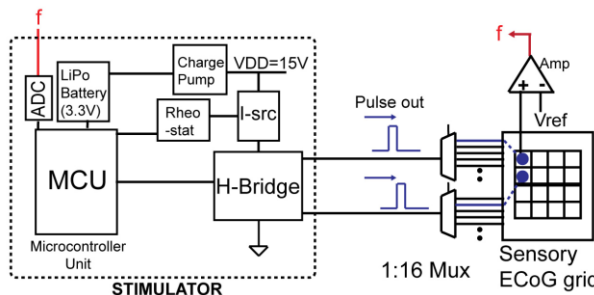 f
ADC
LiPo
Battery
(3.3V)
Charge
Pump
VDD=15V
Rheo
-stat
I-src
MCU
H-Bridge
Microcontroller
Unit
STIMULATOR
Pulse out
1:16 Mux
f
Amp
+ -
Vref
Sensory
ECoG grid